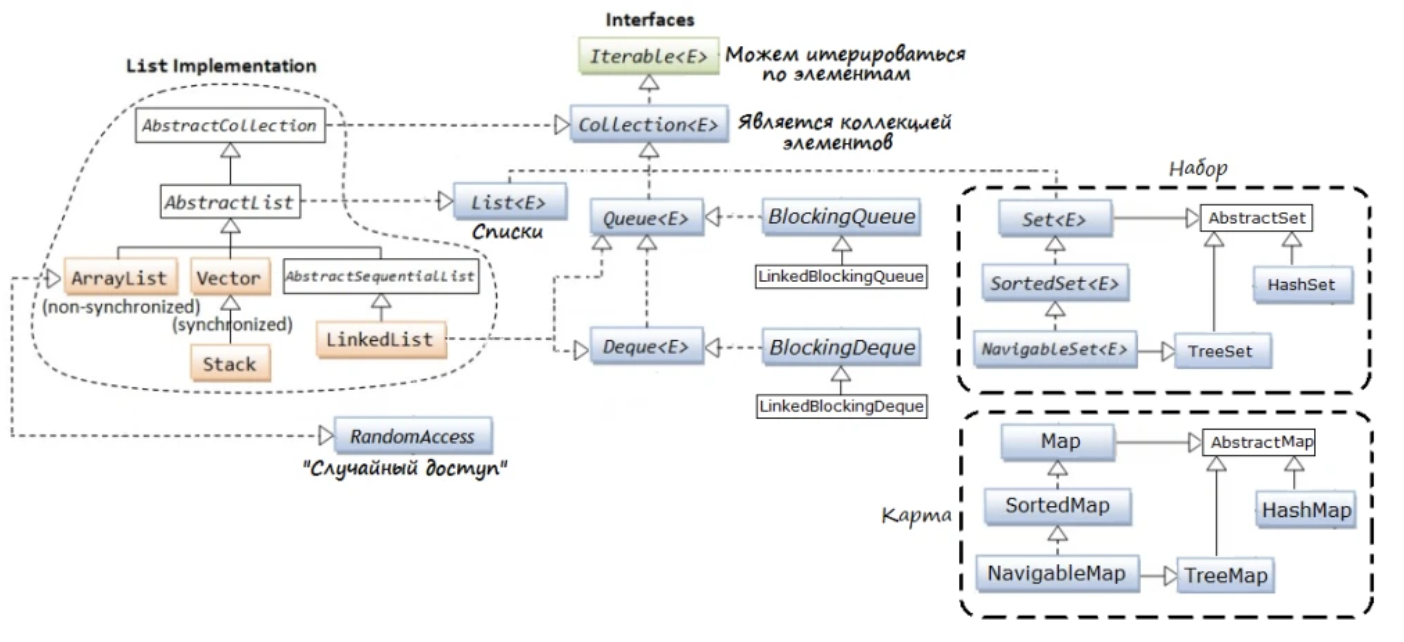 Interfaces
Iterable<E>
Можем итерироваться
по элементам
List Implementation
AbstractCollection
Collection<E>
Является коллекцией
элементов
Набор
AbstractList
List<E>
Списки
Queue<E>
BlockingQueue
LinkedBlockingQueue
Set<E>
AbstractSet
SortedSet<E>
HashSet
NavigableSet<E>
TreeSet
ArrayList
(non-synchronized)
Vector
(synchronized)
AbstractSequentialList
Stack
LinkedList
Deque<E>
BlockingDeque
LinkedBlockingDeque
RandomAccess
"Случайный доступ"
Карта
Map
AbstractMap
SortedMap
HashMap
NavigableMap
TreeMap